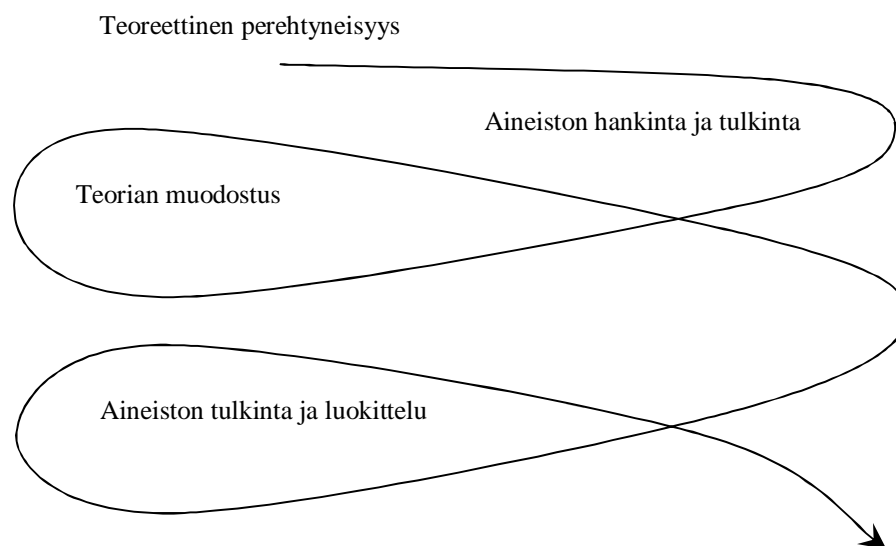 Teoreettinen perehtyneisyys
Aineiston hankinta ja tulkinta
Teorian muodostus
Aineiston tulkinta ja luokittelu